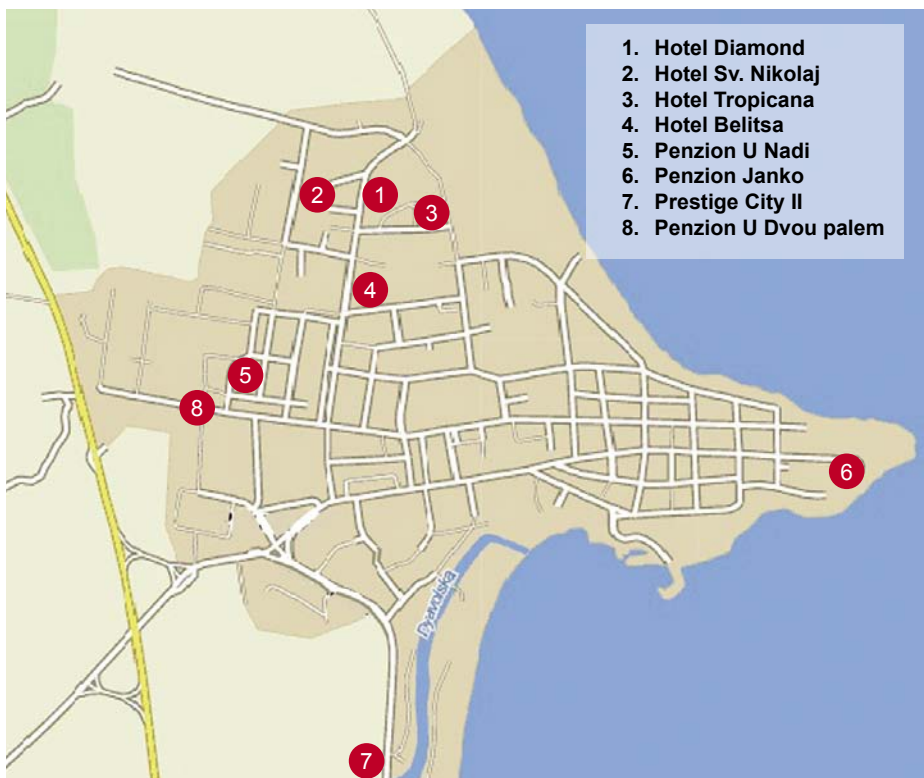 1. Hotel Diamond
2. Hotel Sv. Nikolaj
3. Hotel Tropicana
4. Hotel Belitsa
5. Penzion U Nadi
6. Penzion Janko
7. Prestige City II
8. Penzion U Dvou palem
2
1
3
4
5
8
6
Dyavolska
7